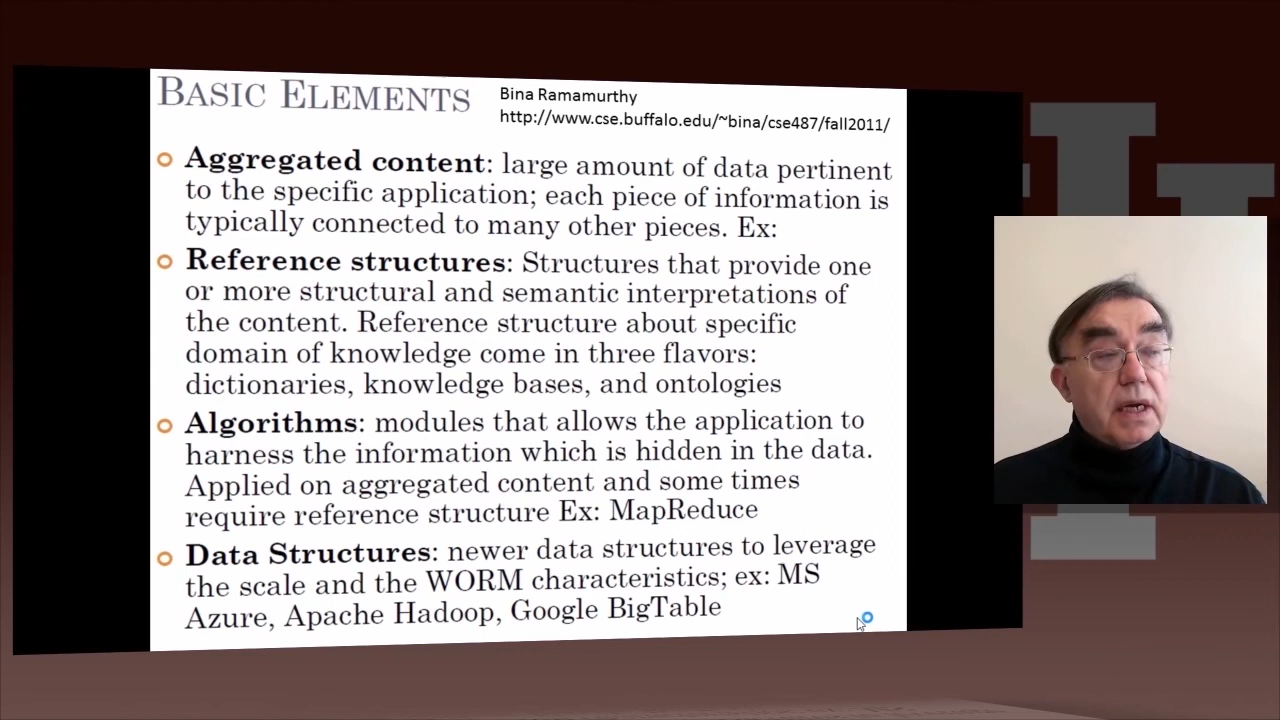 BASIC ELEMENTS
Bina Ramamurthy
http://www.cse.buffalo.edu/~bina/cse487/fall2011/
Aggregated content: large amount of data pertinent
to the specific application; each piece of information is
typically connected to many other pieces. Ex:
Reference structures: Structures that provide one
or more structural and semantic interpretations of
the content. Reference structure about specific
domain of knowledge come in three flavors:
dictionaries, knowledge bases, and ontologies
Algorithms: modules that allows the application to
harness the information which is hidden in the data.
Applied on aggregated content and some times
require reference structure Ex: MapReduce
Data Structures: newer data structures to leverage
the scale and the WORM characteristics; ex: MS
Azure, Apache Hadoop, Google BigTable